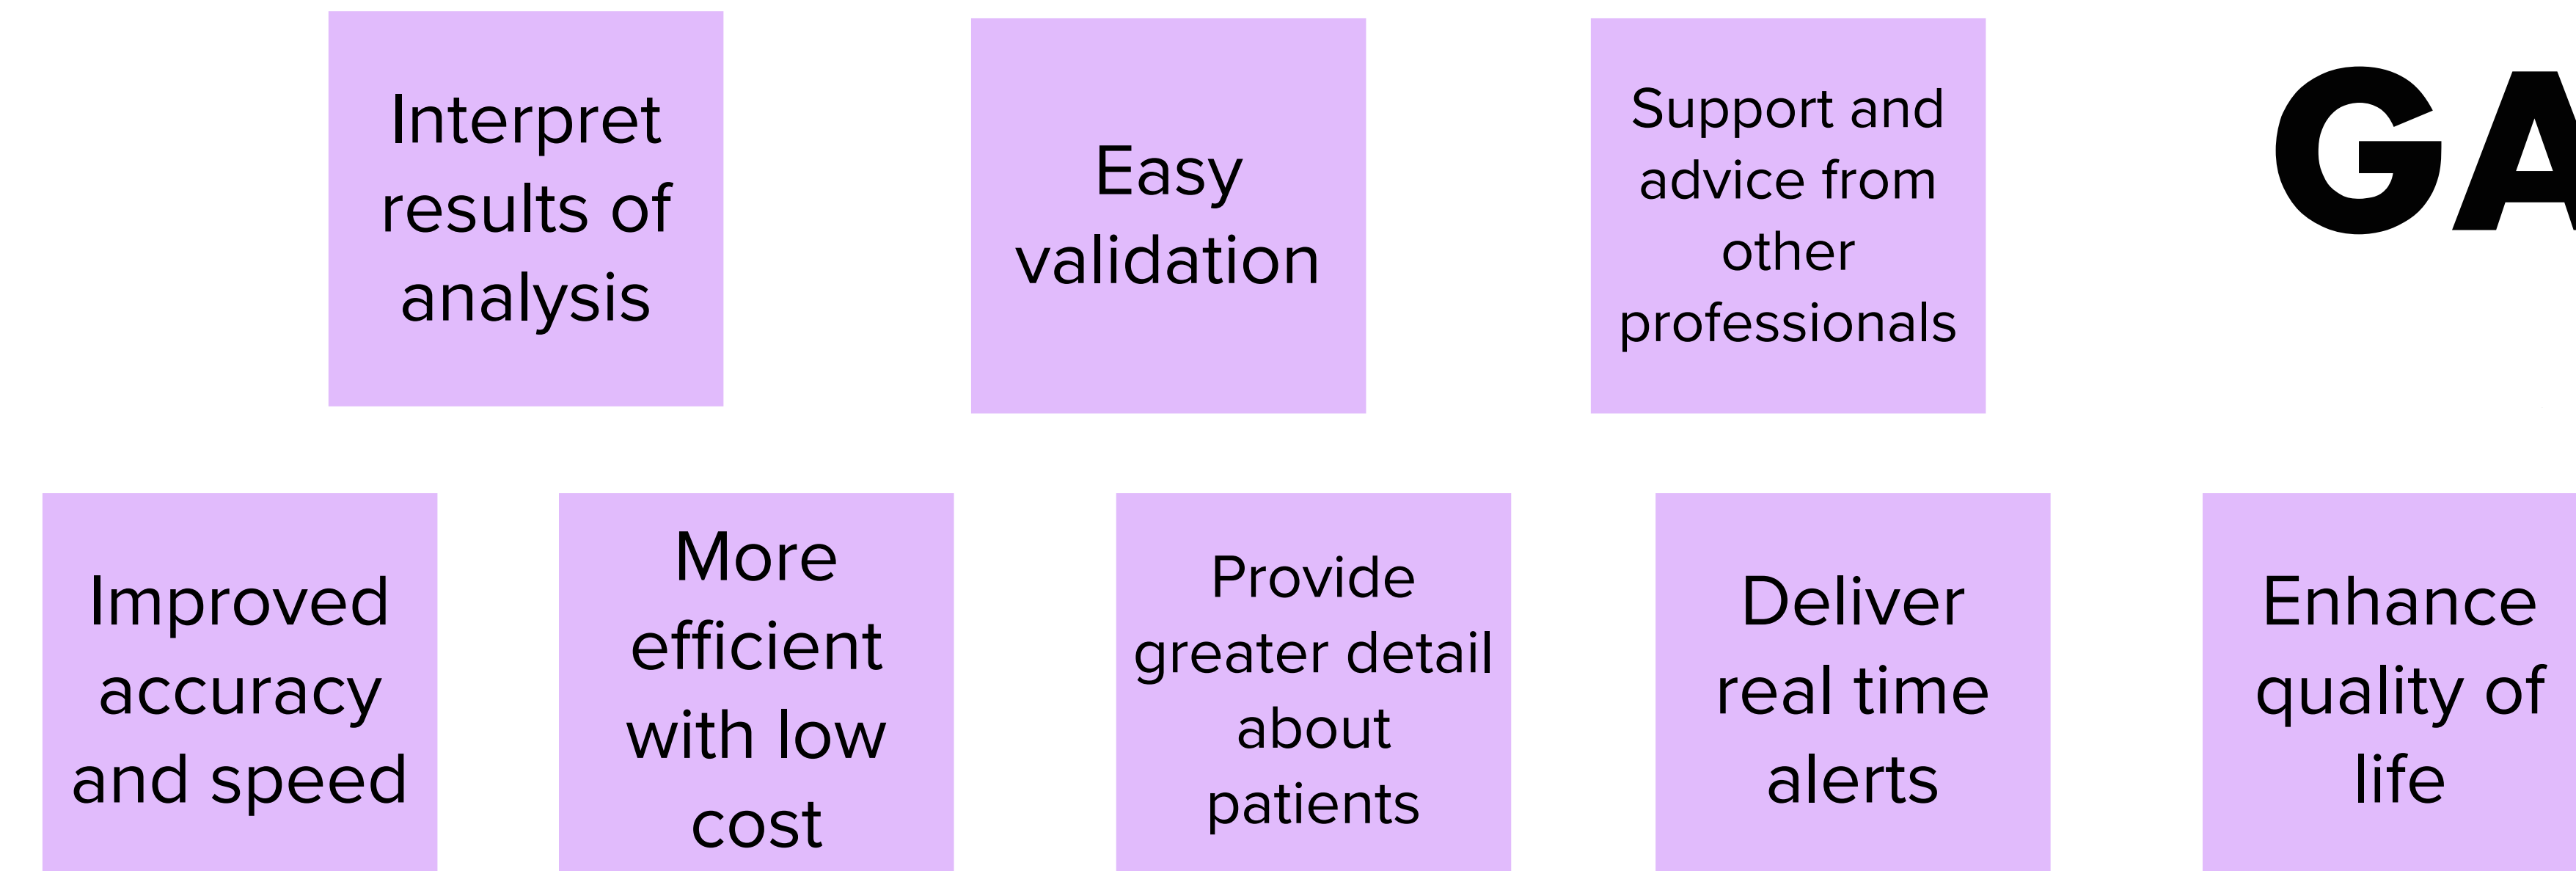 Interpret
results of
analysis
Easy
validation
Support and
advice from
other
professionals
GA
Improved
accuracy
and speed
More
efficient
with low
cost
Provide
greater detail
about
patients
Deliver
real time
alerts
Enhance
quality of
life